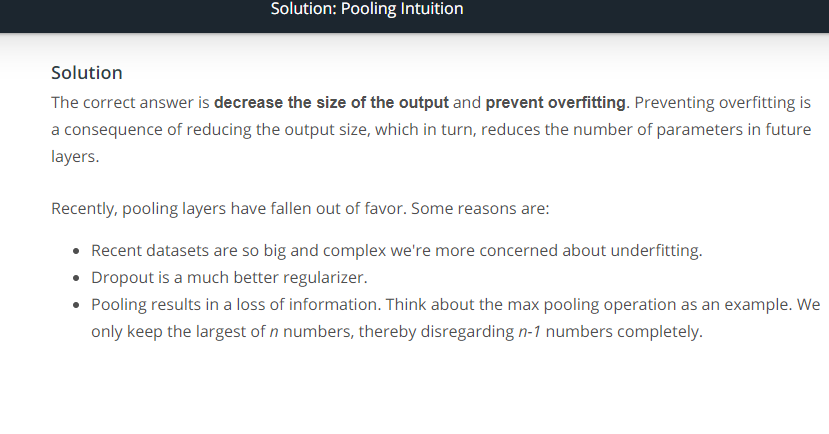 Solution: Pooling Intuition
Solution
The correct answer is decrease the size of the output and prevent overfitting. Preventing overfitting is
a consequence of reducing the output size, which in turn, reduces the number of parameters in future
layers.
Recently, pooling layers have fallen out of favor. Some reasons are:
• Recent datasets are so big and complex we're more concerned about underfitting.
• Dropout is a much better regularizer.
• Pooling results in a loss of information. Think about the max pooling operation as an example. We
only keep the largest of n numbers, thereby disregarding n-1 numbers completely.